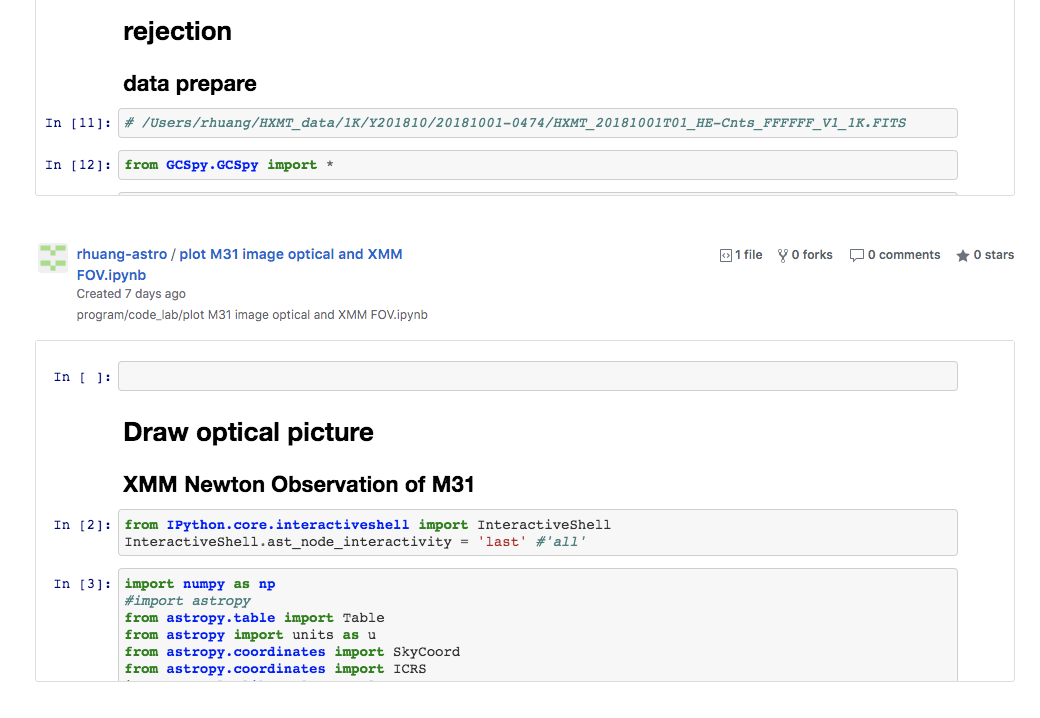 rejection
data prepare
In [11]: # /Users/rhuang/HXMT_data/1K/Y201810/20181001-0474/HXMT_20181001T01_HE-Cnts_FFFFFF_V1_1K.FITS
In [12]: from GCSpy.GCSpy import *
rhuang-astro / plot M31 image optical and XMM
FOV.ipynb
1 file 0 forks 0 comments 0 stars
Created 7 days ago
program/code_lab/plot M31 image optical and XMM FOV.ipynb
In [ ]:
Draw optical picture
XMM Newton Observation of M31
In [2]: from IPython.core.interactiveshell import InteractiveShell
InteractiveShell.ast_node_interactivity = 'last' #'all'
In [3]: import numpy as np
#import astropy
from astropy.table import Table
from astropy import units as u
from astropy.coordinates import SkyCoord
from astropy.coordinates import ICRS